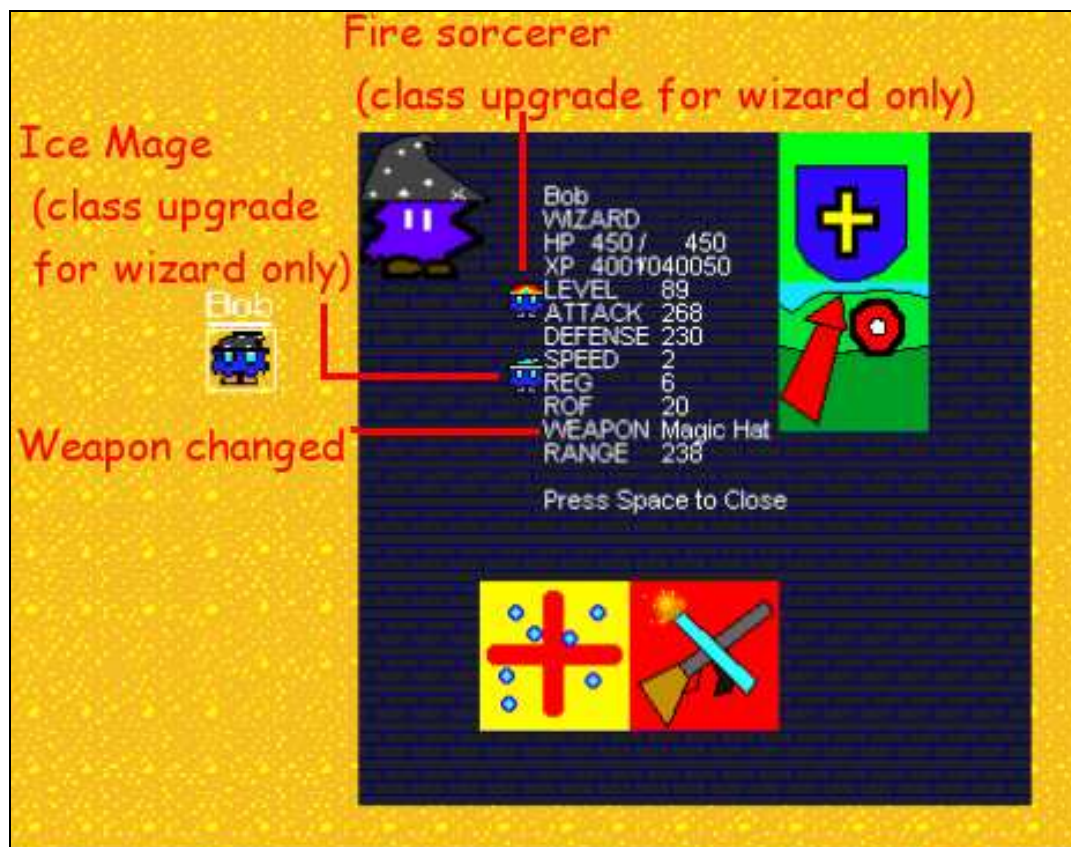 Fire sorcerer
(class upgrade for wizard only)
Ice Mage
(class upgrade
for wizard only)
Bob
Weapon changed
Bob
WIZARD
HP 450 / 450
XP
LEVEL 89
ATTACK 268
DEFENSE 230
SPEED 2
REG 6
ROF 20
WEAPON Magic Hat
RANGE 238
Press Space to Close